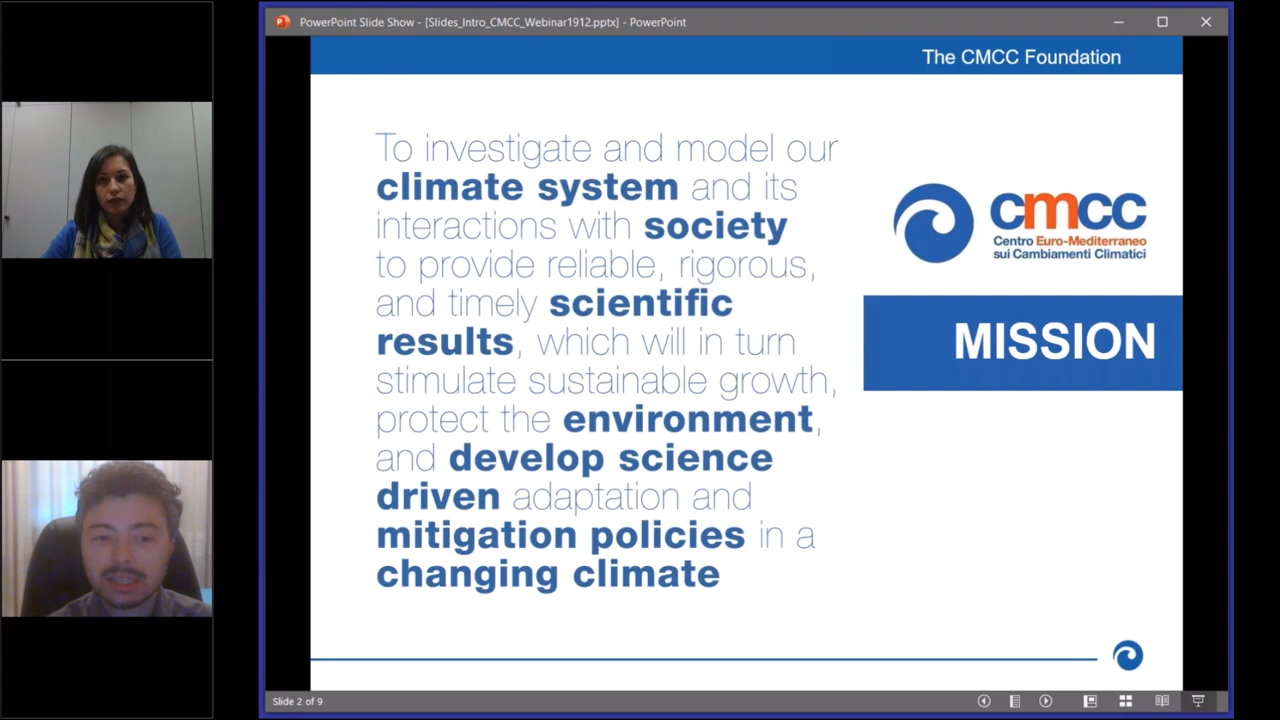 PowerPoint Slide Show - [Slides_Intro_CMCC_Webinar1912.pptx] - PowerPoint
The CMCC Foundation
To investigate and model our
climate system and its
interactions with society
to provide reliable, rigorous,
and timely scientific
results, which will in turn
stimulate sustainable growth,
protect the environment,
and develop science
driven adaptation and
mitigation policies in a
changing climate
cmcc
Centro Euro-Mediterraneo
sui Cambiamenti Climatici
MISSION
Slide 2 of 9